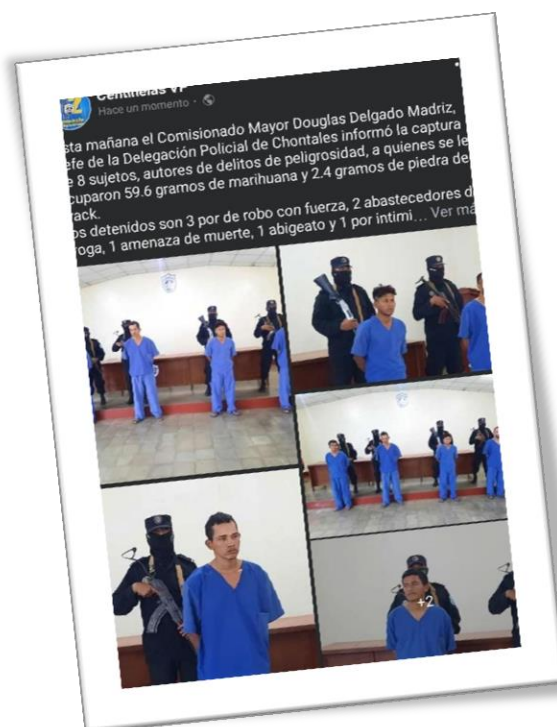 Centinelas VP
Hace un momento
sta mañana el Comisionado Mayor Douglas Delgado Madriz,
efe de la Delegación Policial de Chontales informó la captura
e 8 sujetos, autores de delitos de peligrosidad, a quienes se le
cuparon 59.6 gramos de marihuana y 2.4 gramos de piedra de
rack.
os detenidos son 3 por de robo con fuerza, 2 abastecedores d
roga, 1 amenaza de muerte, 1 abigeato y 1 por intimi... Ver má
+2